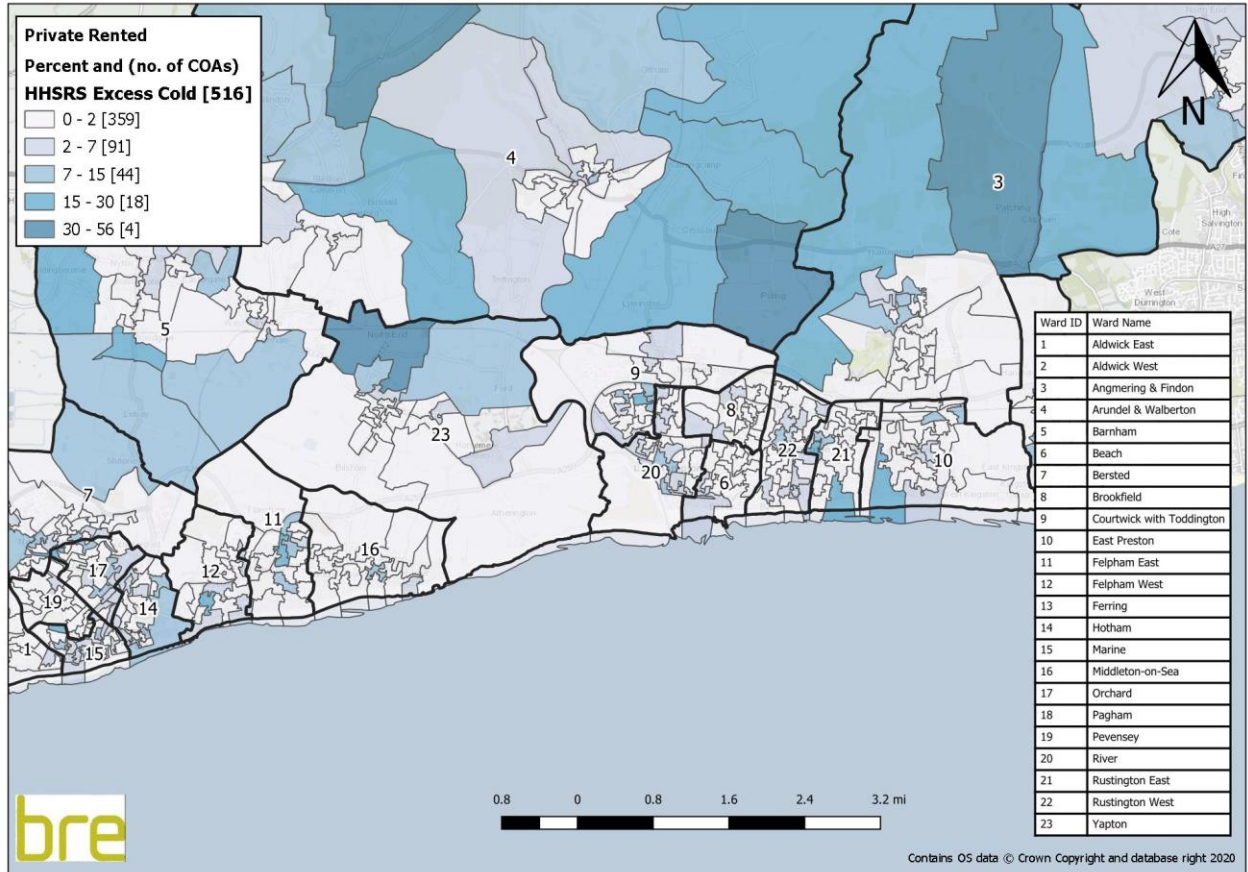 Private Rented
Percent and (no. of COAs)
HHSRS Excess Cold [516]
0 - 2 [359]
2 - 7 [91]
7 - 15 [44]
15 - 30 [18]
30 - 56 [4]
N
High
Salvington
Cote
A27
West
Durrington
3
4
5
9
8
23
22
21
10
20
6
7
11
16
12
17
14
19
1
15
Ward ID Ward Name
1 Aldwick East
2 Aldwick West
3 Angmering & Findon
4 Arundel & Walberton
5 Barnham
6 Beach
7 Bersted
8 Brookfield
9 Courtwick with Toddington
10 East Preston
11 Felpham East
12 Felpham West
13 Ferring
14 Hotham
15 Marine
16 Middleton-on-Sea
17 Orchard
18 Pagham
19 Pevensey
20 River
21 Rustington East
22 Rustington West
23 Yapton
0.8 0 0.8 1.6 2.4 3.2 mi
bre
Contains OS data © Crown Copyright and database right 2020